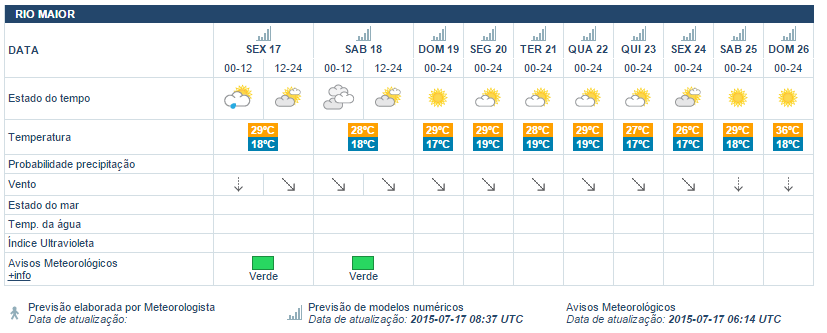 RIO MAIOR
DATA SEX 17 SAB 18 DOM 19 SEG 20 TER 21 QUA 22 QUI 23 SEX 24 SAB 25 DOM 26
00-12 12-24 00-12 12-24 00-24 00-24 00-24 00-24 00-24 00-24 00-24 00-24
Estado do tempo
Temperatura 29ºC 28ºC 29ºC 29ºC 28ºC 29ºC 27ºC 26ºC 29ºC 36ºC
18ºC 18ºC 17ºC 19ºC 19ºC 19ºC 17ºC 17ºC 18ºC 18ºC
Probabilidade precipitação
Vento
Estado do mar
Temp. da água
Índice Ultravioleta
Avisos Meteorológicos
+info Verde Verde
Previsão elaborada por Meteorologista Previsão de modelos numéricos Avisos Meteorológicos
Data de atualização: Data de atualização: 2015-07-17 08:37 UTC Data de atualização: 2015-07-17 06:14 UTC